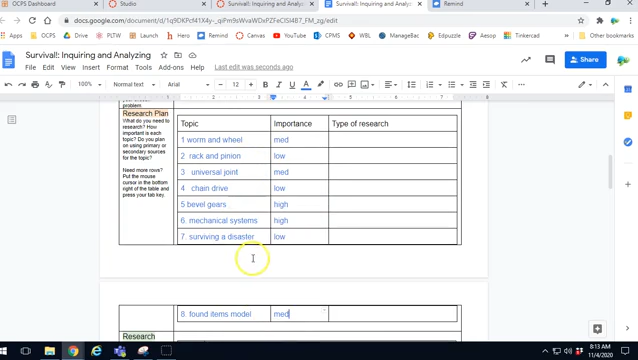 OCPS Dashboard
Studio
Survival!: Inquiring and Analy
Survival!: Inquiring and Analyzi
Remind
docs.google.com/document/d/1q9DKPcf41X4y-_qiPm9sVwaWDxPZFeClSl4B7_FM_zg/edit
Apps
OCPS
Drive
PTG
Launch
Hero
Rooms
Canvas
YouTube
CPMS
WBL
ManageBac
Edpuzzle
Aesop
Tinkercad
Other bookmarks
Survival!: Inquiring and Analyzing
File Edit View Insert Format Tools Add-ons Help Last edit was seconds ago
Share
100% Normal text Arial 12
problem
Research Plan
What do you need to
research? How
important is each
topic? Do you plan
on using primary or
secondary sources
for the topic?
Need more rows?
Put the mouse
cursor in the bottom
right of the table and
press your tab key.
Topic Importance Type of research
1 worm and wheel med
2 rack and pinion low
3 universal joint med
4 chain drive low
5 bevel gears high
6. mechanical systems high
7. surviving a disaster low
8. found items model med
Research
8:13 AM
11/4/2020